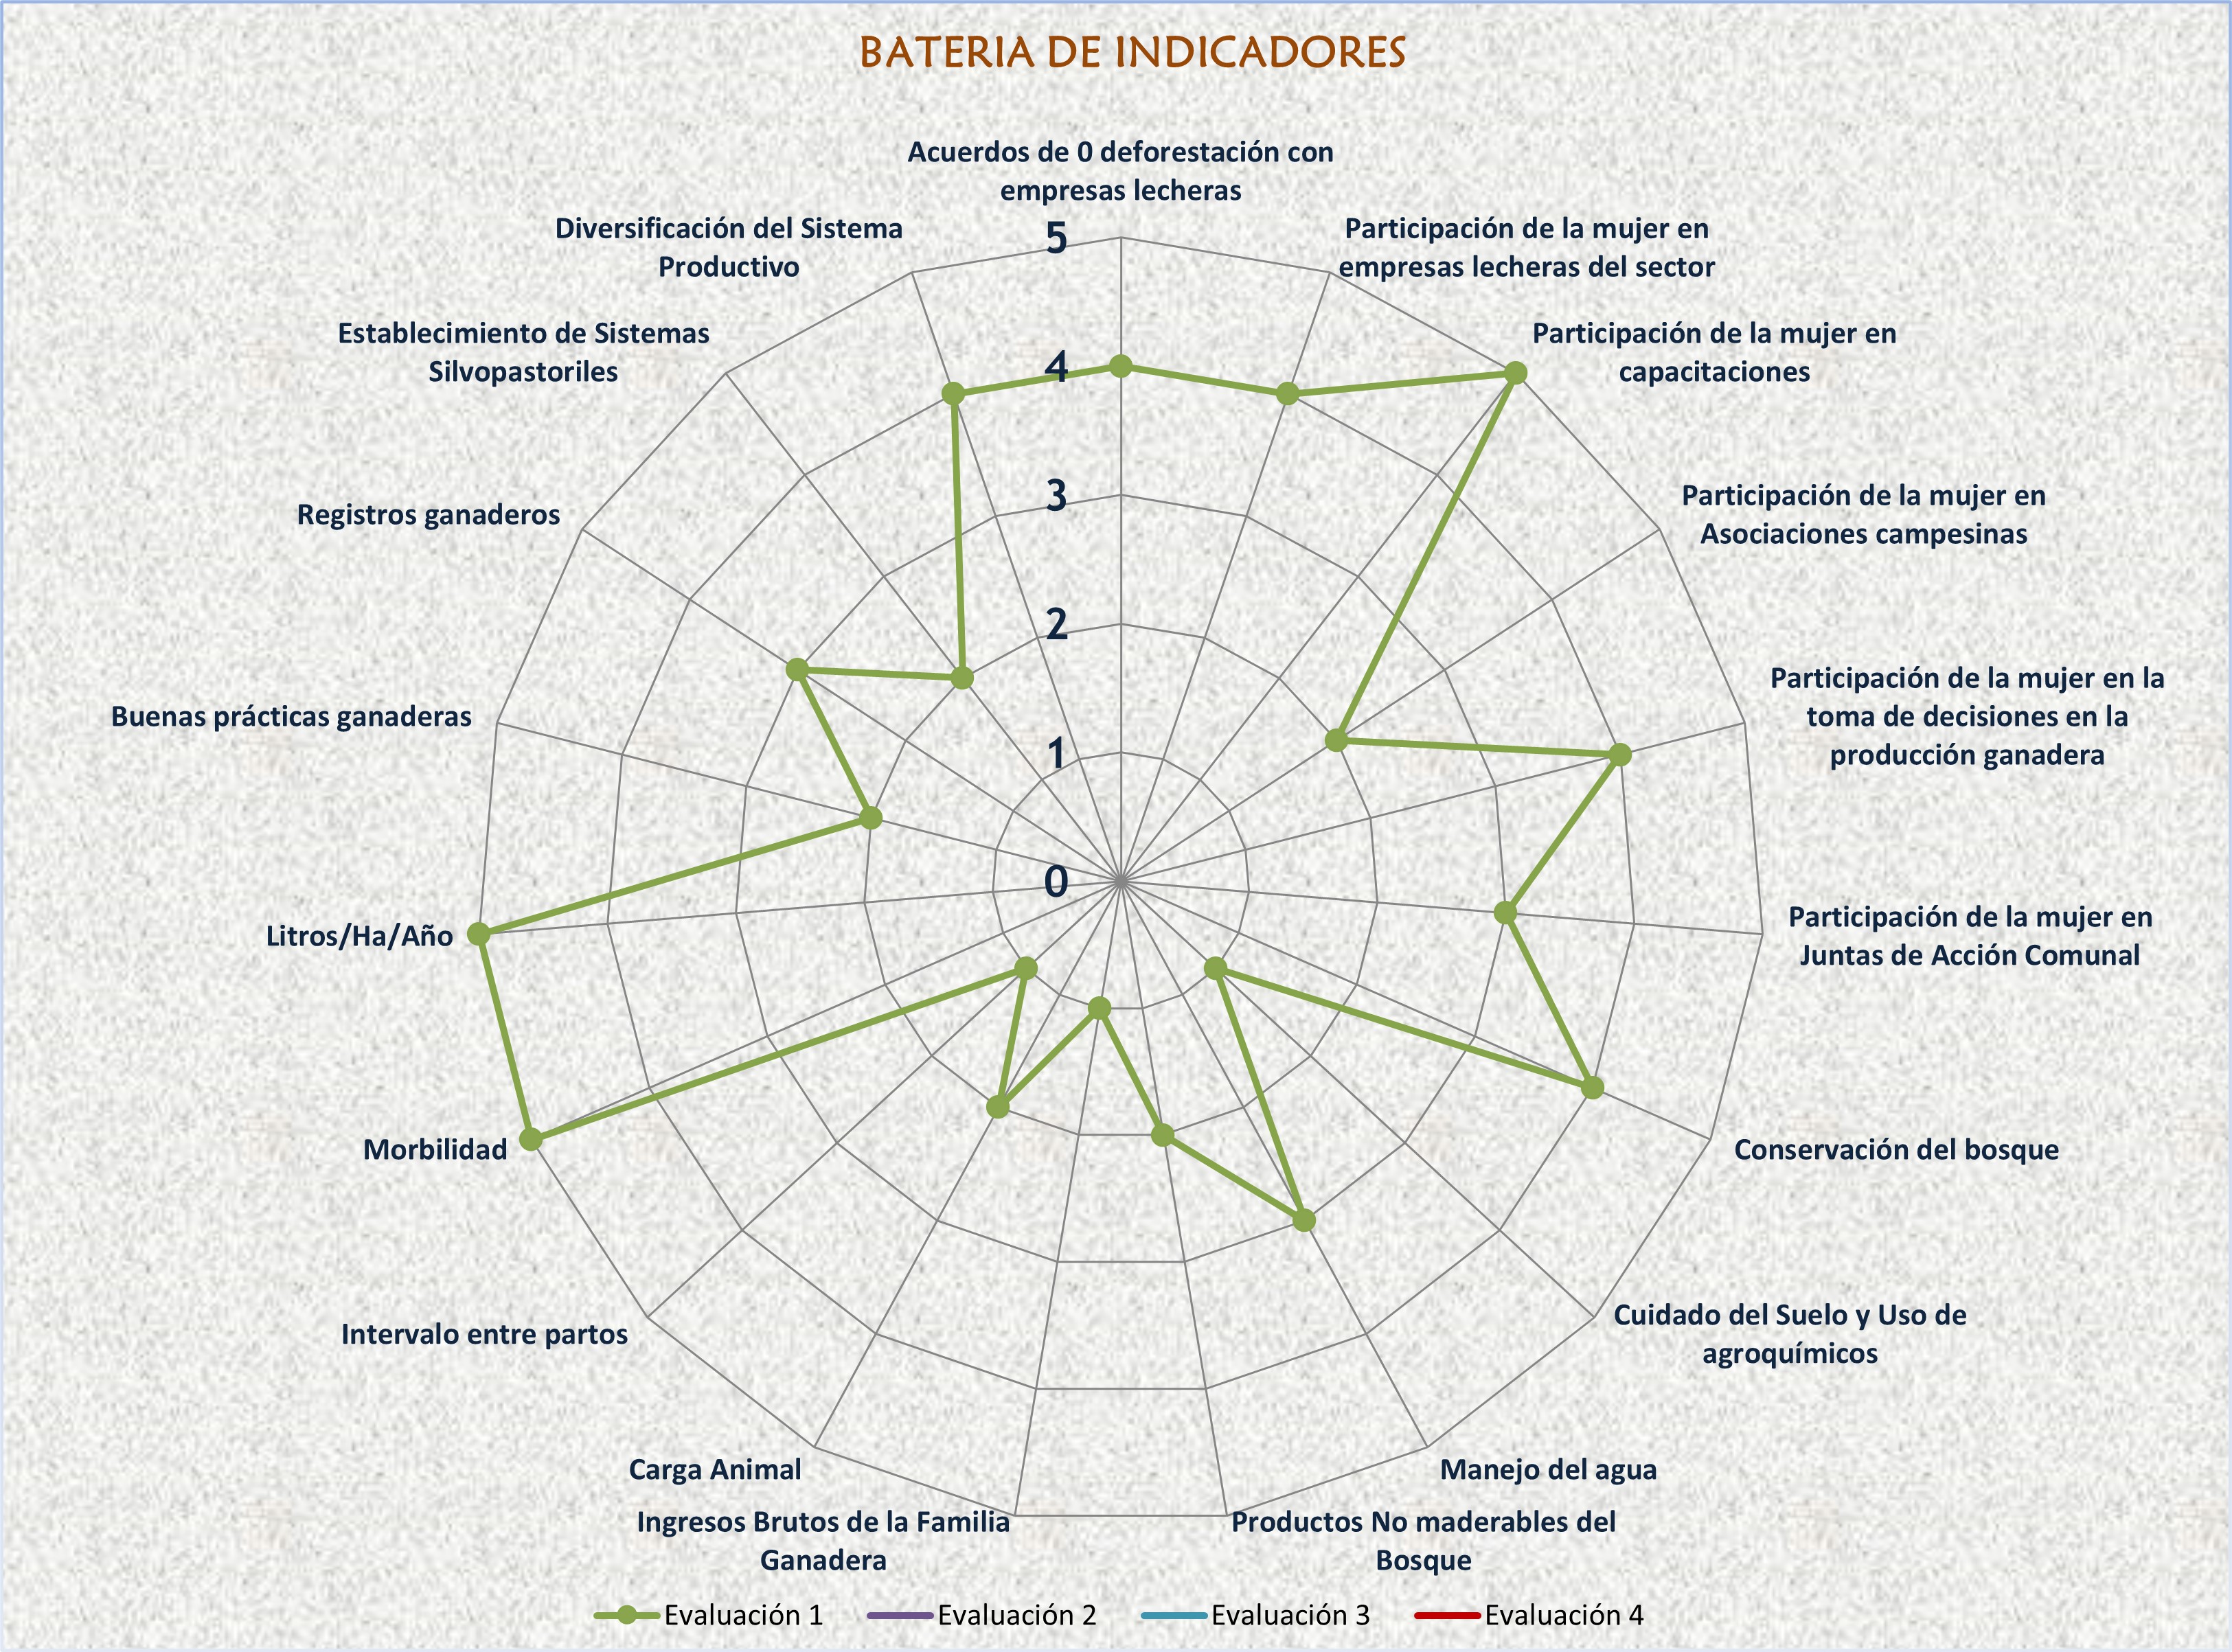 BATERIA DE INDICADORES
Acuerdos de 0 deforestación con
empresas lecheras
Participación de la mujer en
empresas lecheras del sector
Participación de la mujer en
capacitaciones
Participación de la mujer en
Asociaciones campesinas
Participación de la mujer en la
toma de decisiones en la
producción ganadera
Participación de la mujer en
Juntas de Acción Comunal
Conservación del bosque
Cuidado del Suelo y Uso de
agroquímicos
Manejo del agua
Productos No maderables del
Bosque
Ingresos Brutos de la Familia
Ganadera
Carga Animal
Intervalo entre partos
Morbilidad
Litros/Ha/Año
Buenas prácticas ganaderas
Registros ganaderos
Establecimiento de Sistemas
Silvopastoriles
Diversificación del Sistema
Productivo
5
4
3
2
1
0
Evaluación 1
Evaluación 2
Evaluación 3
Evaluación 4